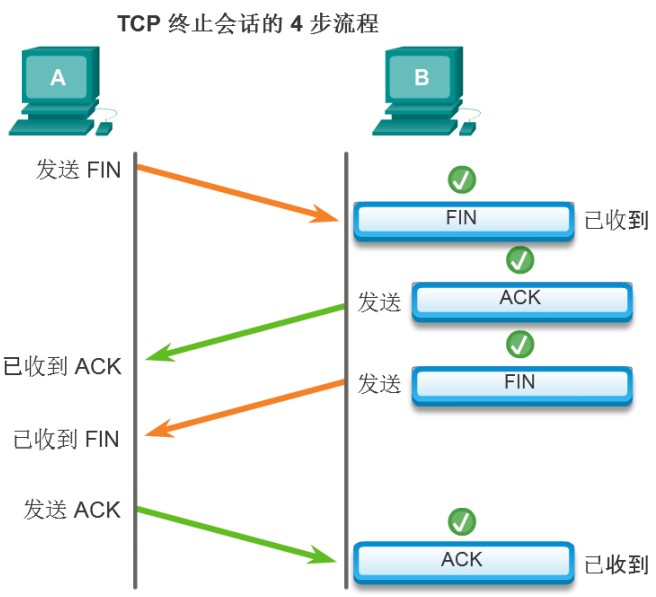 TCP 终止会话的 4 步流程
A
B
发送 FIN
FIN
已收到
发送
ACK
已收到 ACK
发送
FIN
已收到 FIN
发送 ACK
ACK
已收到